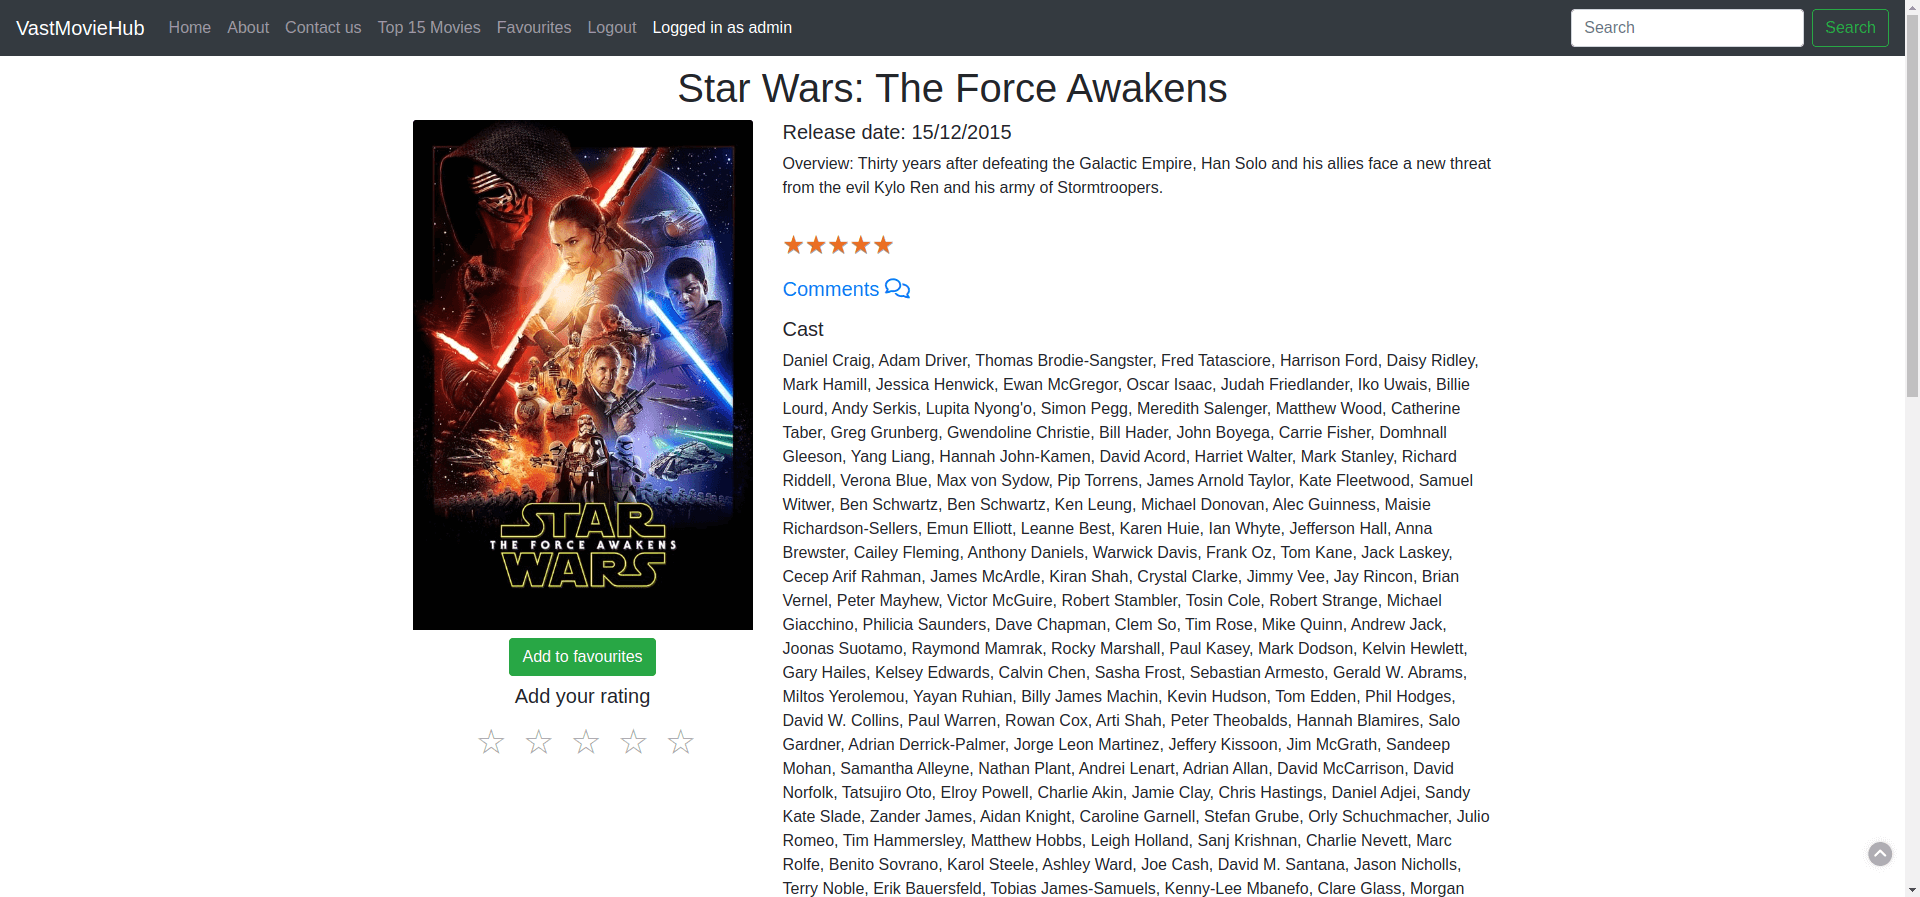 VastMovieHub Home About Contact us Top 15 Movies Favourites Logout Logged in as admin Search Search
Star Wars: The Force Awakens
STAR
THE FORCE AWAKENS
WARS
Add to favourites
Add your rating
Release date: 15/12/2015
Overview: Thirty years after defeating the Galactic Empire, Han Solo and his allies face a new threat
from the evil Kylo Ren and his army of Stormtroopers.
Comments
Cast
Daniel Craig, Adam Driver, Thomas Brodie-Sangster, Fred Tatasciore, Harrison Ford, Daisy Ridley,
Mark Hamill, Jessica Henwick, Ewan McGregor, Oscar Isaac, Judah Friedlander, Iko Uwais, Billie
Lourd, Andy Serkis, Lupita Nyong'o, Simon Pegg, Meredith Salenger, Matthew Wood, Catherine
Taber, Greg Grunberg, Gwendoline Christie, Bill Hader, John Boyega, Carrie Fisher, Domhnall
Gleeson, Yang Liang, Hannah John-Kamen, David Acord, Harriet Walter, Mark Stanley, Richard
Riddell, Verona Blue, Max von Sydow, Pip Torrens, James Arnold Taylor, Kate Fleetwood, Samuel
Witwer, Ben Schwartz, Ben Schwartz, Ken Leung, Michael Donovan, Alec Guinness, Maisie
Richardson-Sellers, Emun Elliott, Leanne Best, Karen Huie, Ian Whyte, Jefferson Hall, Anna
Brewster, Cailey Fleming, Anthony Daniels, Warwick Davis, Frank Oz, Tom Kane, Jack Laskey,
Cecep Arif Rahman, James McArdle, Kiran Shah, Crystal Clarke, Jimmy Vee, Jay Rincon, Brian
Vernel, Peter Mayhew, Victor McGuire, Robert Stambler, Tosin Cole, Robert Strange, Michael
Giacchino, Philicia Saunders, Dave Chapman, Clem So, Tim Rose, Mike Quinn, Andrew Jack,
Joonas Suotamo, Raymond Mamrak, Rocky Marshall, Paul Kasey, Mark Dodson, Kelvin Hewlett,
Gary Hailes, Kelsey Edwards, Calvin Chen, Sasha Frost, Sebastian Armesto, Gerald W. Abrams,
Miltos Yerolemou, Yayan Ruhian, Billy James Machin, Kevin Hudson, Tom Edden, Phil Hodges,
David W. Collins, Paul Warren, Rowan Cox, Arti Shah, Peter Theobalds, Hannah Blamires, Salo
Gardner, Adrian Derrick-Palmer, Jorge Leon Martinez, Jeffery Kissoon, Jim McGrath, Sandeep
Mohan, Samantha Alleyne, Nathan Plant, Andrei Lenart, Adrian Allan, David McCarrison, David
Norfolk, Tatsujiro Oto, Elroy Powell, Charlie Akin, Jamie Clay, Chris Hastings, Daniel Adjei, Sandy
Kate Slade, Zander James, Aidan Knight, Caroline Garnell, Stefan Grube, Orly Schuchmacher, Julio
Romeo, Tim Hammersley, Matthew Hobbs, Leigh Holland, Sanj Krishnan, Charlie Nevett, Marc
Rolfe, Benito Sovrano, Karol Steele, Ashley Ward, Joe Cash, David M. Santana, Jason Nicholls,
Terry Noble, Erik Bauersfeld, Tobias James-Samuels, Kenny-Lee Mbanefo, Clare Glass, Morgan